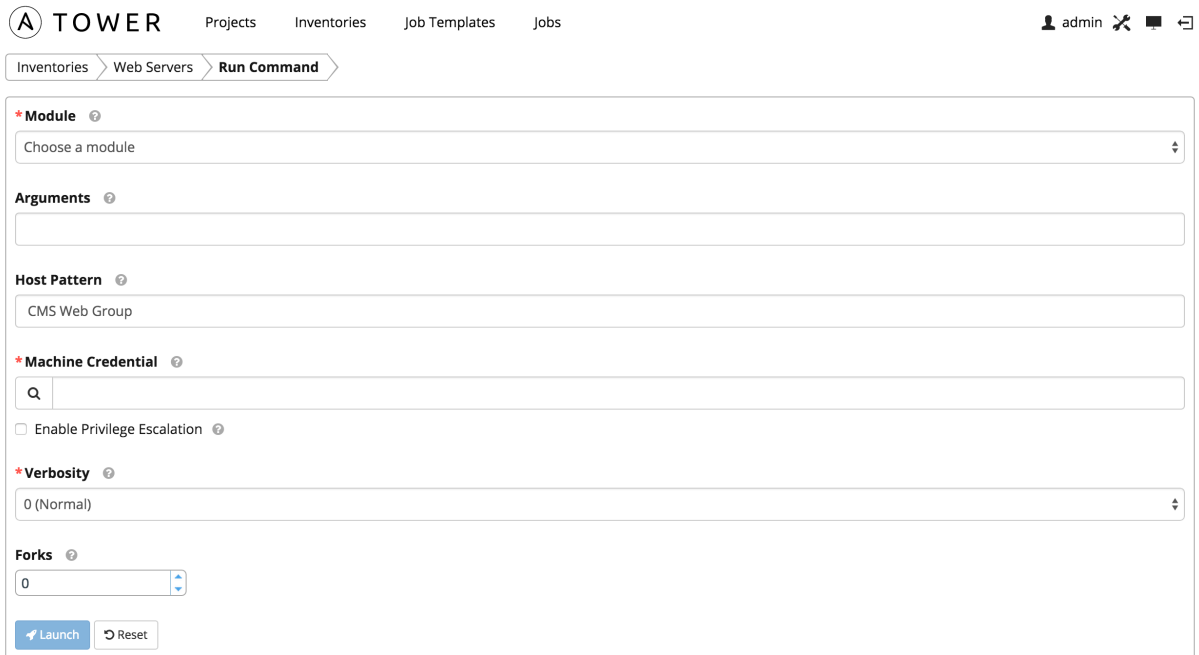 A TOWER Projects Inventories Job Templates Jobs admin
Inventories Web Servers Run Command
*Module ?
Choose a module
Arguments ?
Host Pattern ?
CMS Web Group
*Machine Credential ?
Enable Privilege Escalation ?
*Verbosity ?
0 (Normal)
Forks ?
0
Launch Reset